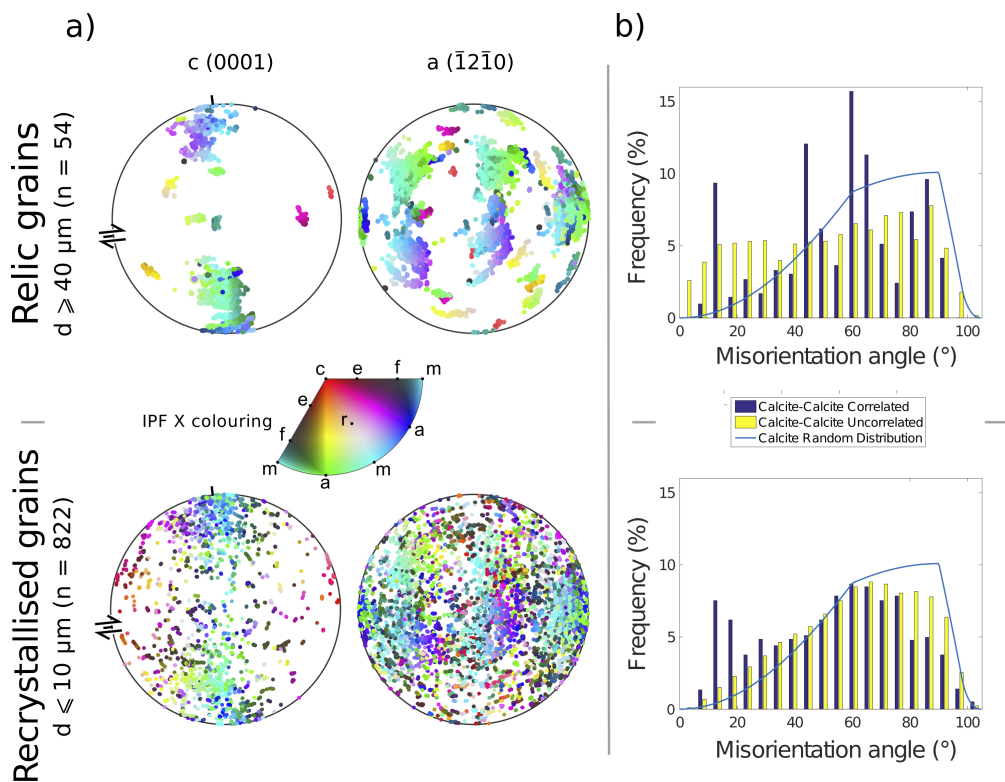 a)
b)
c (0001)
a (1̅21̅0)
Relic grains
d ⩾ 40 µm (n = 54)
15
10
5
0
Frequency (%)
0 20 40 60 80 100
Misorientation angle (°)
IPF X colouring
c e f m
e
r
f
a
m
m
a
Calcite-Calcite Correlated
Calcite-Calcite Uncorrelated
Calcite Random Distribution
Recrystallised grains
d ⩽ 10 µm (n = 822)
15
10
5
0
Frequency (%)
0 20 40 60 80 100
Misorientation angle (°)